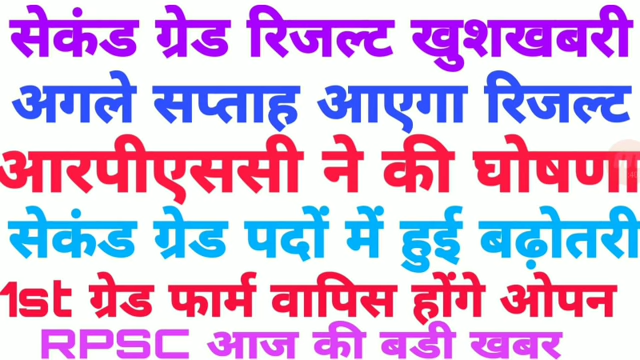 सेकंड ग्रेड रिजल्ट खुशखबरी
अगले सप्ताह आएगा रिजल्ट
आरपीएससी ने की घोषणा
सेकंड ग्रेड पदों में हुई बढ़ोतरी
1st ग्रेड फार्म वापिस होंगे ओपन
RPSC आज की बडी खबर